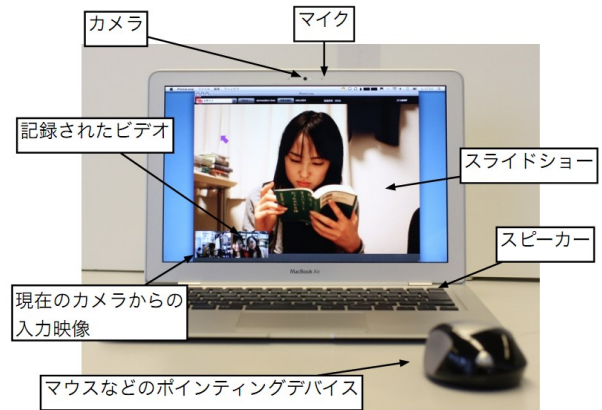 カメラ
マイク
記録されたビデオ
スライドショー
スピーカー
MacBook Air
現在のカメラからの
入力映像
マウスなどのポインティングデバイス